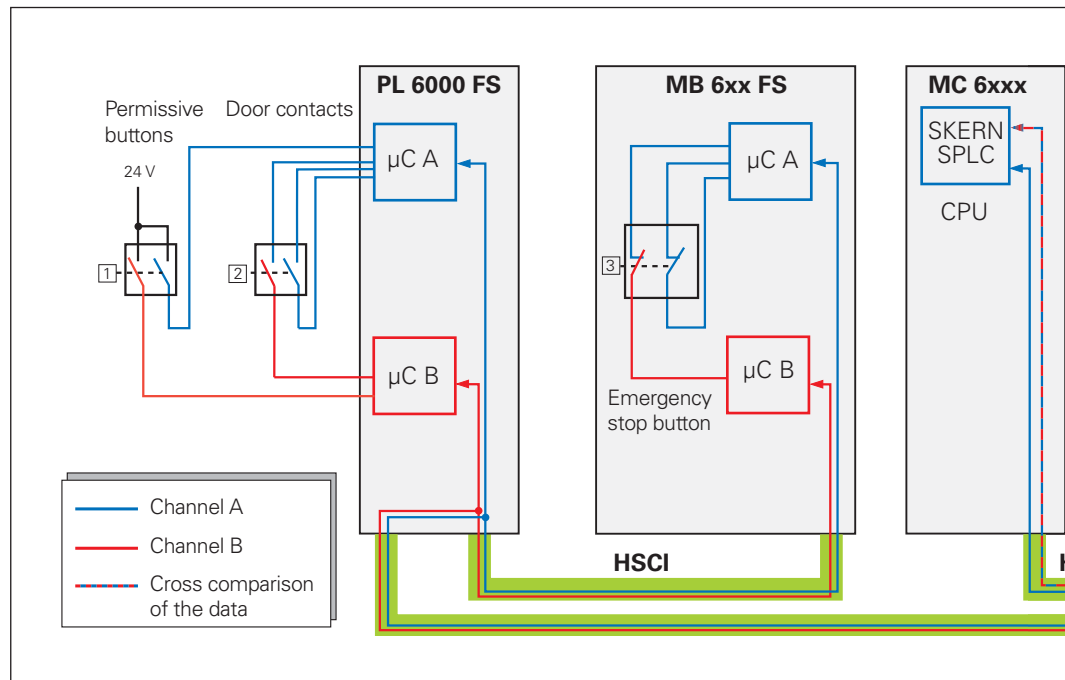 PL 6000 FS
MB 6xx FS
MC 6xxx
Permissive
buttons
Door contacts
24 V
µC A
µC A
SKERN
SPLC
CPU
1
2
3
µC B
µC B
Emergency
stop button
Channel A
Channel B
Cross comparison
of the data
HSCI